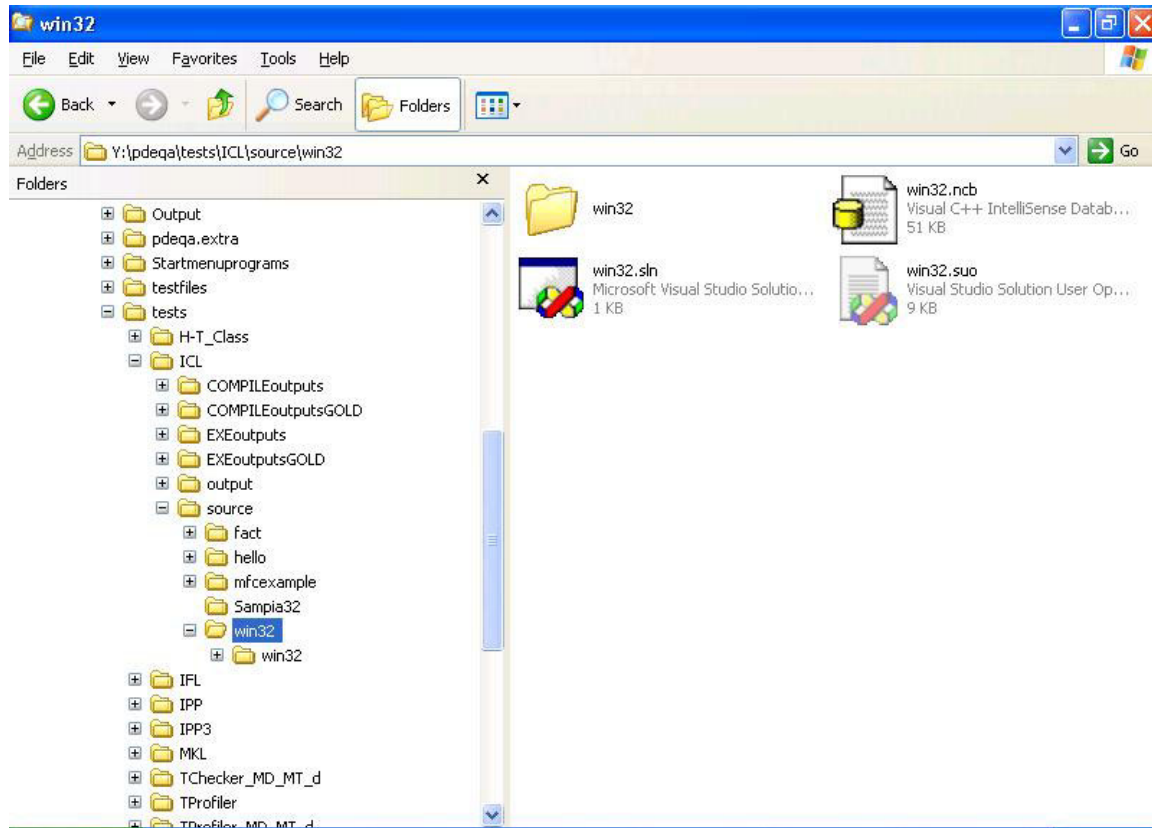 win32
File Edit View Favorites Tools Help
Back Search Folders
Address Y:\pdeqa\tests\ICL\source\win32 Go
Folders
Output
pdeqa.extra
Startmenuprograms
testfiles
tests
H-T_Class
ICL
COMPILEoutputs
COMPILEoutputsGOLD
EXEoutputs
EXEoutputsGOLD
output
source
fact
hello
mfcexample
Sampia32
win32
win32
IFL
IPP
IPP3
MKL
TChecker_MD_MT_d
TProfiler
TProfiler_MD_MT_d
win32
win32.ncb
Visual C++ IntelliSense Datab...
51 KB
win32.sln
Microsoft Visual Studio Solutio...
1 KB
win32.suo
Visual Studio Solution User Op...
9 KB